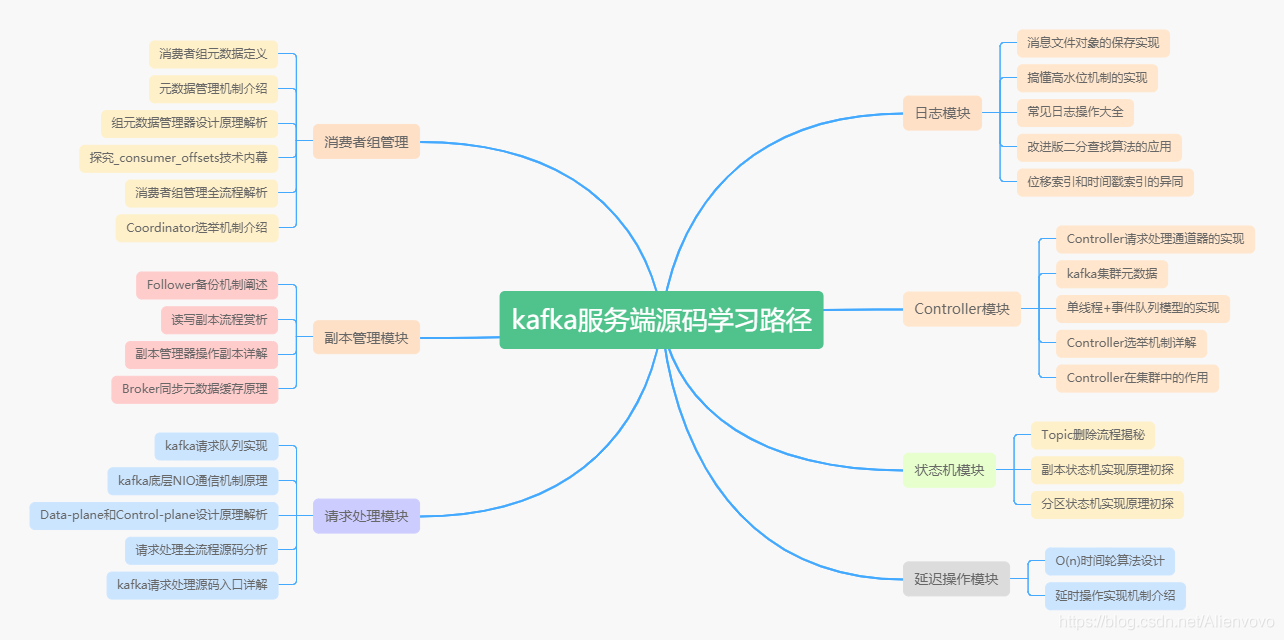 kafka服务端源码学习路径
消费者组管理
消费者组元数据定义
元数据管理机制介绍
组元数据管理器设计原理解析
探究_consumer_offsets技术内幕
消费者组管理全流程解析
Coordinator选举机制介绍
副本管理模块
Follower备份机制阐述
读写副本流程赏析
副本管理器操作副本详解
Broker同步元数据缓存原理
请求处理模块
kafka请求队列实现
kafka底层NIO通信机制原理
Data-plane和Control-plane设计原理解析
请求处理全流程源码分析
kafka请求处理源码入口详解
日志模块
消息文件对象的保存实现
搞懂高水位机制的实现
常见日志操作大全
改进版二分查找算法的应用
位移索引和时间戳索引的异同
Controller模块
Controller请求处理通道器的实现
kafka集群元数据
单线程+事件队列模型的实现
Controller选举机制详解
Controller在集群中的作用
状态机模块
Topic删除流程揭秘
副本状态机实现原理初探
分区状态机实现原理初探
延迟操作模块
O(n)时间轮算法设计
延时操作实现机制介绍
https://blog.csdn.net/Alienvovo